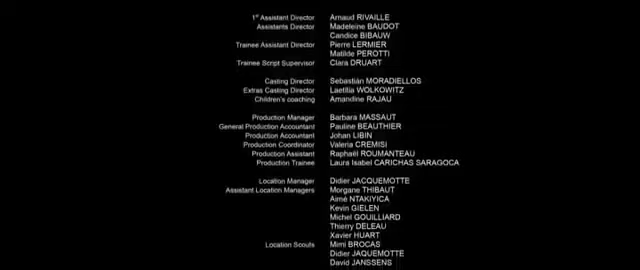 1st Assistant Director Arnaud RIVAILLE
Assistants Director Madeleine BAUDOT
Candice BIBAUW
Trainee Assistant Director Pierre LERMIER
Matilde PEROTTI
Trainee Script Supervisor Clara DRUART
Casting Director Sebastián MORADIELLOS
Extras Casting Director Laetitia WOLKOWITZ
Children's coaching Amandine RAJAU
Production Manager Barbara MASSAUT
General Production Accountant Pauline BEAUTHIER
Production Accountant Johan LIBIN
Production Coordinator Valeria CREMISI
Production Assistant Raphaël ROUMANTEAU
Production Trainee Laura Isabel CARICHAS SARAGOCA
Location Manager Didier JACQUEMOTTE
Assistant Location Managers Morgane THIBAUT
Aimé NTAKIYICA
Kevin GIELEN
Michel GOUILLIARD
Thierry DELEAU
Xavier HUART
Location Scouts Mimi BROCAS
Didier JAQUEMOTTE
David JANSSENS